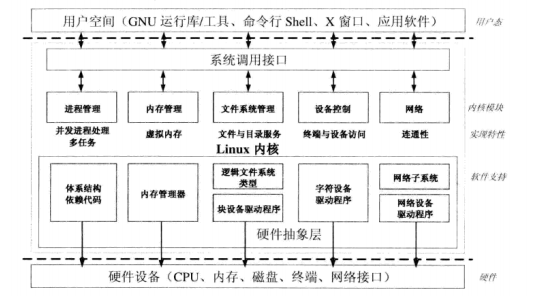 用户空间（GNU 运行库/工具、命令行 Shell、X 窗口、应用软件）
用户态
系统调用接口
进程管理
内存管理
文件系统管理
设备控制
网络
内核模块
并发进程处理
多任务
虚拟内存
文件与目录服务
终端与设备访问
连通性
实现特性
Linux 内核
体系结构
依赖代码
内存管理器
逻辑文件系统
类型
块设备驱动程序
字符设备
驱动程序
网络子系统
网络设备
驱动程序
软件支持
硬件抽象层
硬件设备（CPU、内存、磁盘、终端、网络接口）
硬件